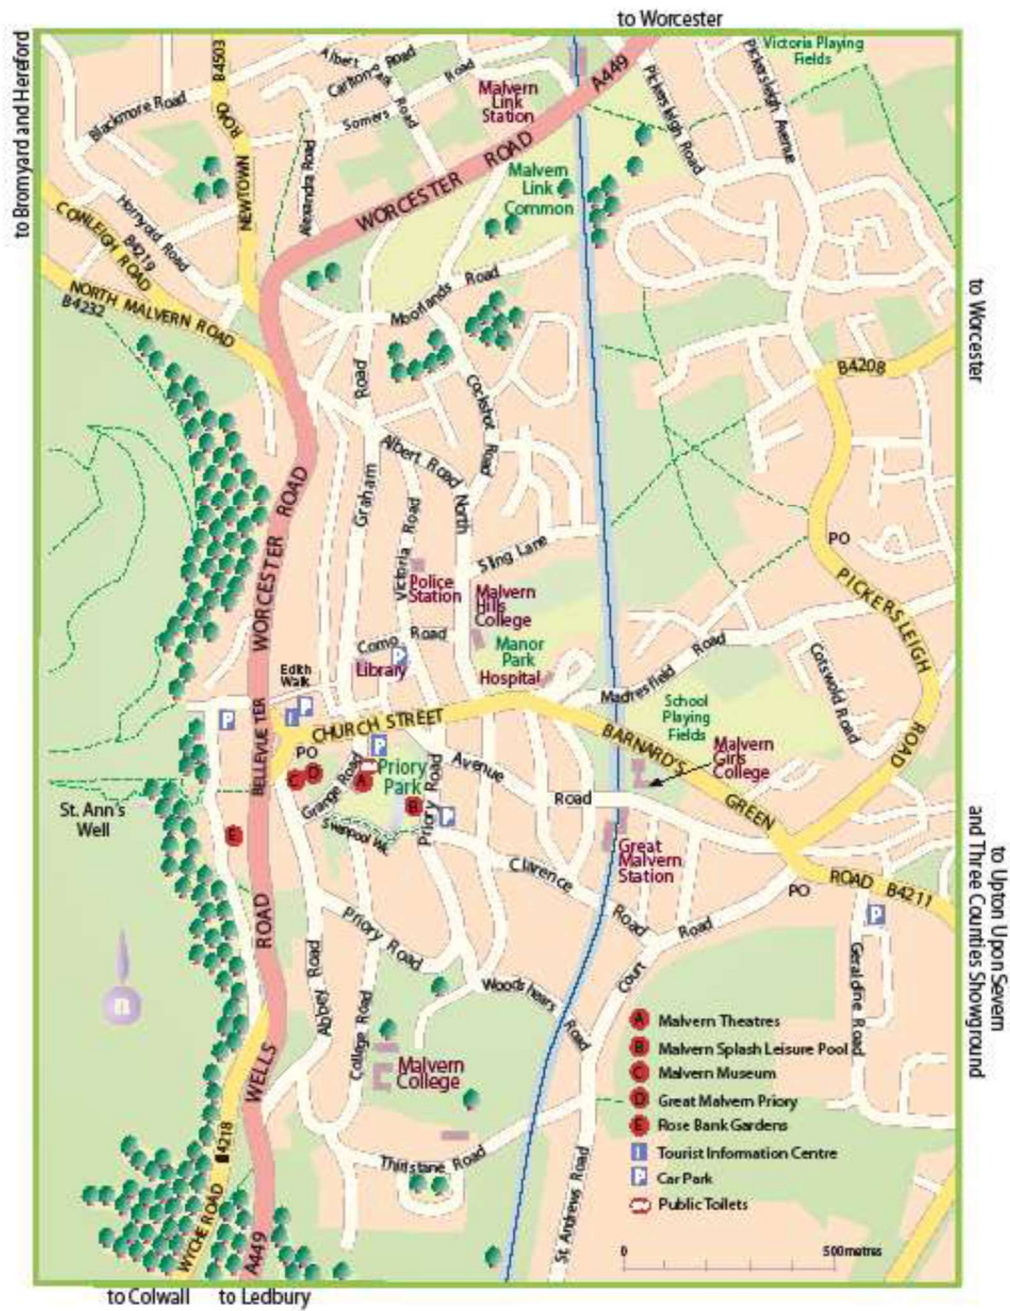 to Worcester
to Bromyard and Hereford
B4503
Albert Park Road
Carlton Road
Road
Victoria Playing
Fields
A449
Malvern
Link
Station
Pickersleigh Road
Pickersleigh Avenue
Blackmore Road
Somers
NEWTOWN ROAD
Alexandra Road
WORCESTER ROAD
Malvern
Link
Common
Hornyold Road
COWLEIGH ROAD
B4219
NORTH MALVERN ROAD
B4232
Moorlands Road
to Worcester
B4208
Road
Cockshot Road
Albert Road
North
Graham
Victoria Road
WORCESTER ROAD
Sling Lane
PO
Police
Station
Malvern
Hills
College
PICKERSLEIGH
ROAD
Como Road
Manor
Park
Library
Hospital
Edith
Walk
Madresfield Road
Cotswold Road
School
Playing
Fields
P
P
I
P
CHURCH STREET
BELLEVUE TER
BARNARD'S
GREEN
Malvern
Girls
College
PO
P
Priory
Park
Avenue
Road
C
D
A
B
E
P
Grange Road
Swanpool Wk.
Priory Road
St. Ann's
Well
Great
Malvern
Station
Clarence
Road
ROAD B4211
PO
P
to Upton Upon Severn
and Three Counties Showground
ROAD
Priory Road
Road
Court
Abbey Road
Woodshears
Road
Geraldine Road
n
College Road
WELLS
Malvern
College
A Malvern Theatres
B Malvern Splash Leisure Pool
C Malvern Museum
D Great Malvern Priory
E Rose Bank Gardens
I Tourist Information Centre
P Car Park
Public Toilets
B4218
WYCHE ROAD
A449
Thirlstane Road
St. Andrews Road
0 500metres
to Colwall
to Ledbury